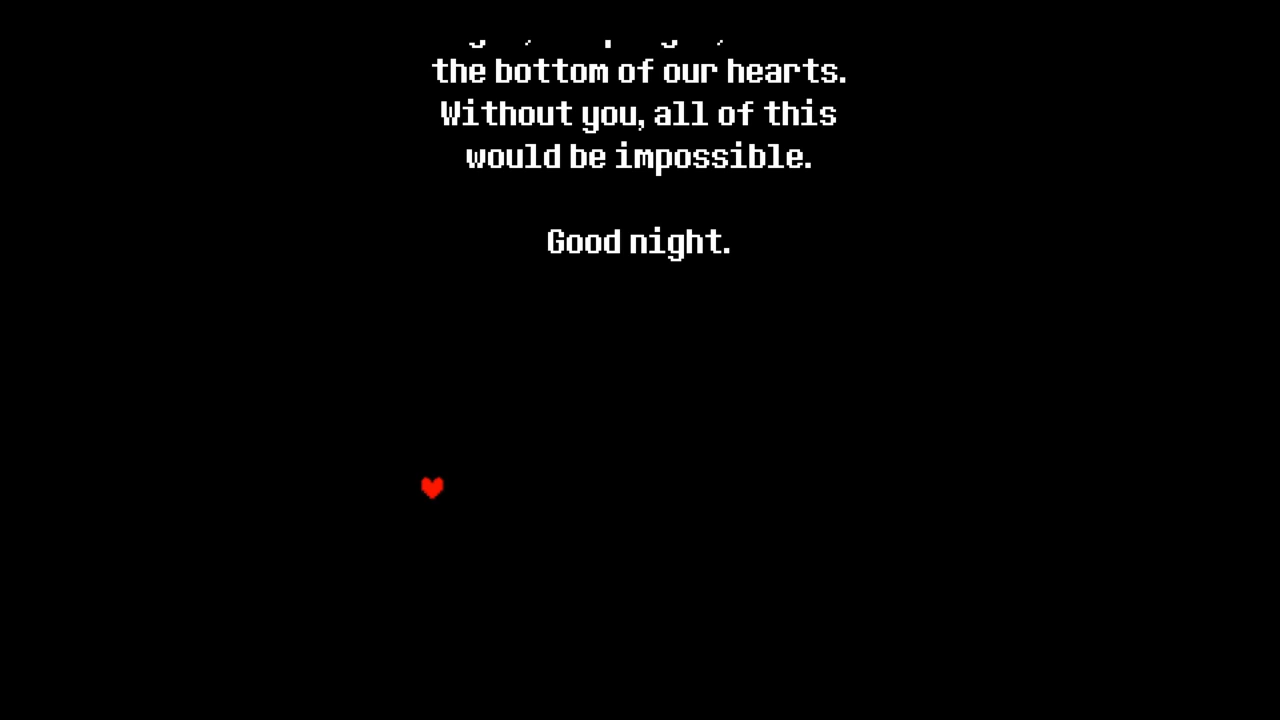 the bottom of our hearts.
Without you, all of this
would be impossible.
Good night.